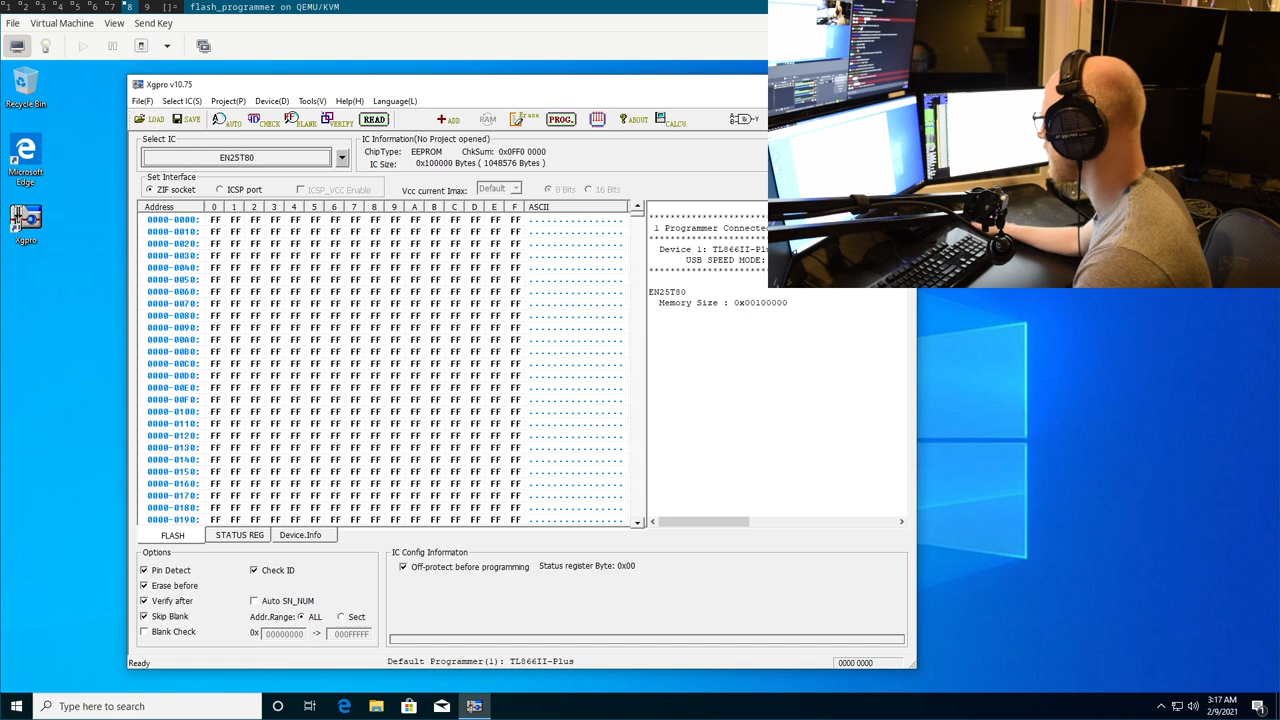 1 2 3 4 5 6 7 8 9 []= flash_programmer on QEMU/KVM
File Virtual Machine View Send Key
Recycle Bin
Microsoft Edge
Xgpro
Xgpro v10.75
File(F) Select IC(S) Project(P) Device(D) Tools(V) Help(H) Language(L)
LOAD SAVE AUTO CHECK BLANK VERIFY READ ADD RAM Erase PROG. ABOUT CALCU.
Select IC
EN25T80
IC Information(No Project opened)
ChipType: EEPROM ChkSum: 0x0FF0 0000
IC Size: 0x100000 Bytes ( 1048576 Bytes )
Set Interface
ZIF socket ICSP port ICSP_VCC Enable Vcc current Imax: Default 8 Bits 16 Bits
Address 0 1 2 3 4 5 6 7 8 9 A B C D E F ASCII
0000-0000: FF FF FF FF FF FF FF FF FF FF FF FF FF FF FF FF ................
0000-0010: FF FF FF FF FF FF FF FF FF FF FF FF FF FF FF FF ................
0000-0020: FF FF FF FF FF FF FF FF FF FF FF FF FF FF FF FF ................
0000-0030: FF FF FF FF FF FF FF FF FF FF FF FF FF FF FF FF ................
0000-0040: FF FF FF FF FF FF FF FF FF FF FF FF FF FF FF FF ................
0000-0050: FF FF FF FF FF FF FF FF FF FF FF FF FF FF FF FF ................
0000-0060: FF FF FF FF FF FF FF FF FF FF FF FF FF FF FF FF ................
0000-0070: FF FF FF FF FF FF FF FF FF FF FF FF FF FF FF FF ................
0000-0080: FF FF FF FF FF FF FF FF FF FF FF FF FF FF FF FF ................
0000-0090: FF FF FF FF FF FF FF FF FF FF FF FF FF FF FF FF ................
0000-00A0: FF FF FF FF FF FF FF FF FF FF FF FF FF FF FF FF ................
0000-00B0: FF FF FF FF FF FF FF FF FF FF FF FF FF FF FF FF ................
0000-00C0: FF FF FF FF FF FF FF FF FF FF FF FF FF FF FF FF ................
0000-00D0: FF FF FF FF FF FF FF FF FF FF FF FF FF FF FF FF ................
0000-00E0: FF FF FF FF FF FF FF FF FF FF FF FF FF FF FF FF ................
0000-00F0: FF FF FF FF FF FF FF FF FF FF FF FF FF FF FF FF ................
0000-0100: FF FF FF FF FF FF FF FF FF FF FF FF FF FF FF FF ................
0000-0110: FF FF FF FF FF FF FF FF FF FF FF FF FF FF FF FF ................
0000-0120: FF FF FF FF FF FF FF FF FF FF FF FF FF FF FF FF ................
0000-0130: FF FF FF FF FF FF FF FF FF FF FF FF FF FF FF FF ................
0000-0140: FF FF FF FF FF FF FF FF FF FF FF FF FF FF FF FF ................
0000-0150: FF FF FF FF FF FF FF FF FF FF FF FF FF FF FF FF ................
0000-0160: FF FF FF FF FF FF FF FF FF FF FF FF FF FF FF FF ................
0000-0170: FF FF FF FF FF FF FF FF FF FF FF FF FF FF FF FF ................
0000-0180: FF FF FF FF FF FF FF FF FF FF FF FF FF FF FF FF ................
0000-0190: FF FF FF FF FF FF FF FF FF FF FF FF FF FF FF FF ................
**********************
1 Programmer Connecte
**********************
Device 1: TL866II-Plu
USB SPEED MODE:
**********************
EN25T80
Memory Size : 0x00100000
FLASH STATUS REG Device.Info
Options
Pin Detect Check ID
Erase before
Verify after Auto SN_NUM
Skip Blank Addr.Range: ALL Sect
Blank Check 0x 00000000 -> 000FFFFF
IC Config Informaton
Off-protect before programming Status register Byte: 0x00
Ready Default Programmer(1): TL866II-Plus 0000 0000
Type here to search
3:17 AM
2/9/2021
1